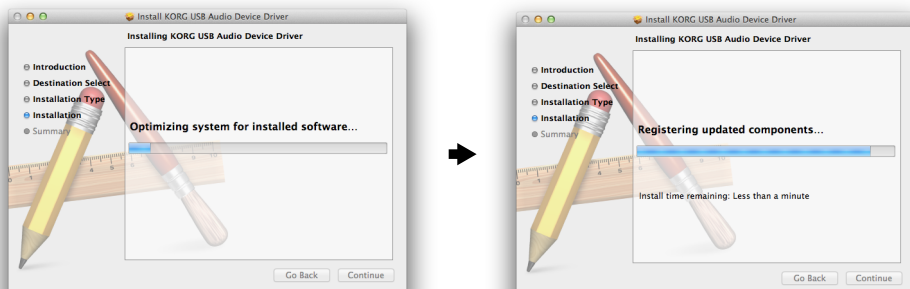 Install KORG USB Audio Device Driver
Installing KORG USB Audio Device Driver
Introduction
Destination Select
Installation Type
Installation
Summary
Optimizing system for installed software...
Go Back
Continue
Install KORG USB Audio Device Driver
Installing KORG USB Audio Device Driver
Introduction
Destination Select
Installation Type
Installation
Summary
Registering updated components...
Install time remaining: Less than a minute
Go Back
Continue